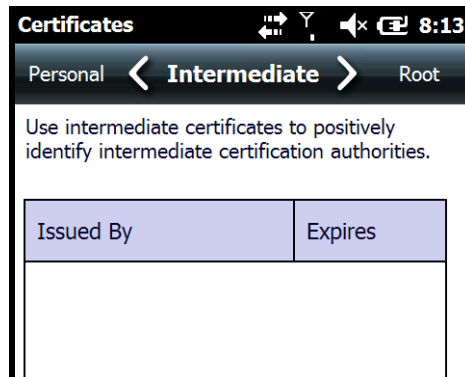 Certificates 8:13
Personal Intermediate Root
Use intermediate certificates to positively
identify intermediate certification authorities.
Issued By Expires